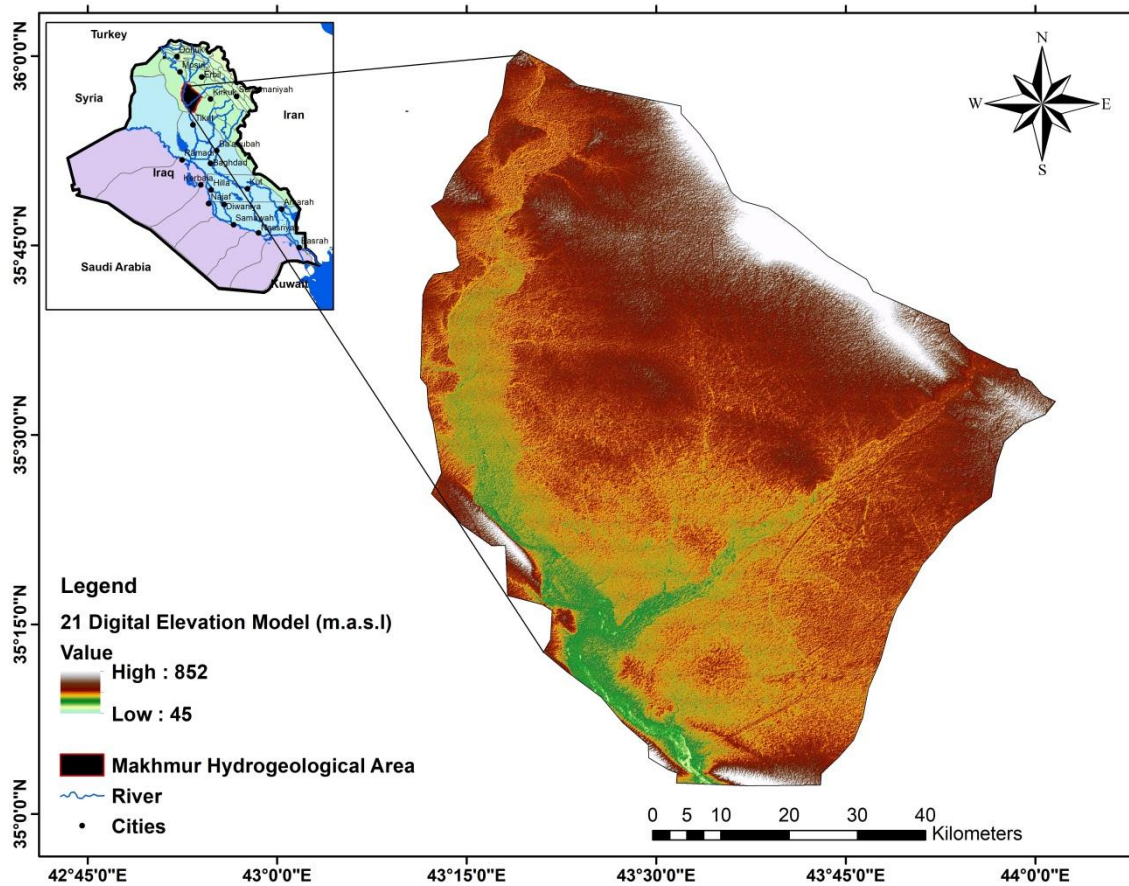 Turkey
Dohuk
Mosul
Erbil
Syria
Kirkuk
Sulaymaniyah
Iran
Tikrit
Ba'aqubah
Ramadi
Baghdad
Iraq
Karbala
Hilla
Kut
Najaf
Diwaniya
Amarah
Samawah
Nasiriyah
Basrah
Saudi Arabia
Kuwait
N
W
E
S
36°0'0"N
35°45'0"N
35°30'0"N
35°15'0"N
35°0'0"N
Legend
21 Digital Elevation Model (m.a.s.l)
Value
High : 852
Low : 45
Makhmur Hydrogeological Area
River
Cities
0 5 10 20 30 40
Kilometers
42°45'0"E 43°0'0"E 43°15'0"E 43°30'0"E 43°45'0"E 44°0'0"E